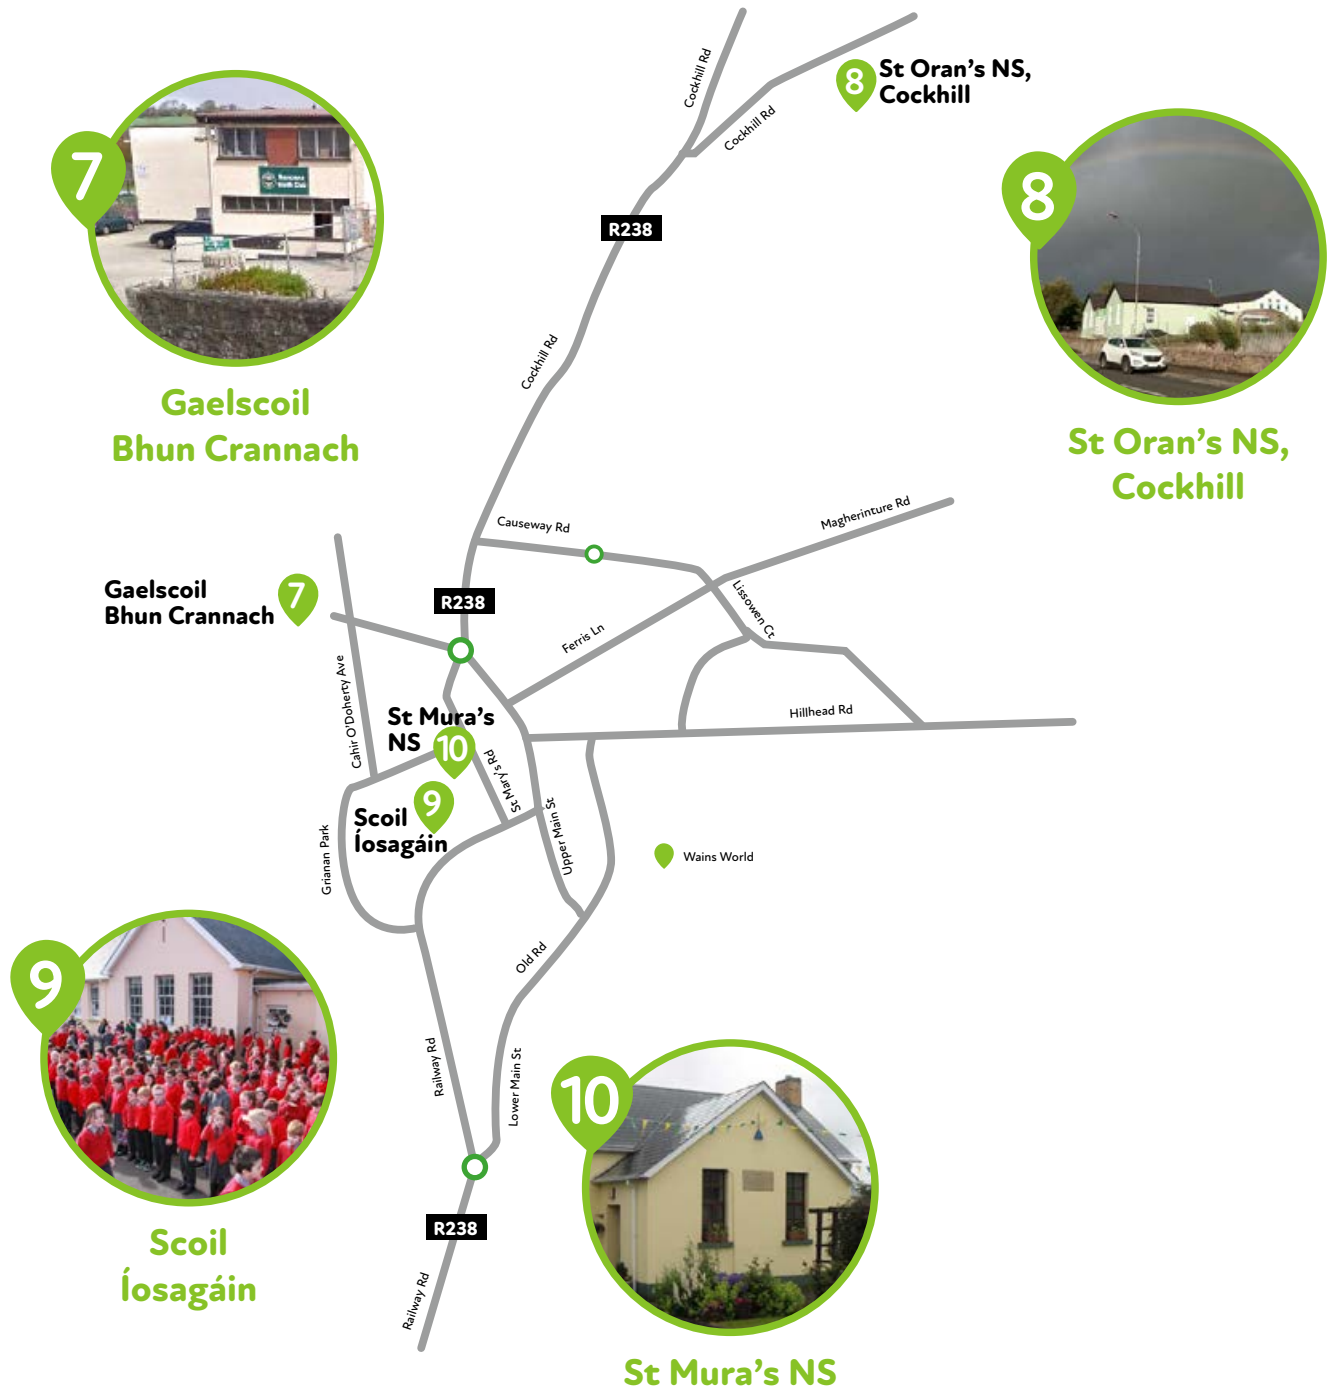 Cockhill Rd
Cockhill Rd
8
St Oran's NS,
Cockhill
7
8
R238
Cockhill Rd
Gaelscoil
Bhun Crannach
St Oran's NS,
Cockhill
Causeway Rd
Magherinture Rd
Gaelscoil
Bhun Crannach
7
R238
Lissowen Ct
Ferris Ln
Cahir O'Doherty Ave
St Mura's
NS
10
Hillhead Rd
St Mary's Rd
Scoil
Íosagáin
9
Upper Main St
Grianan Park
Wains World
9
Old Rd
Railway Rd
Lower Main St
10
R238
Scoil
Íosagáin
Railway Rd
St Mura's NS